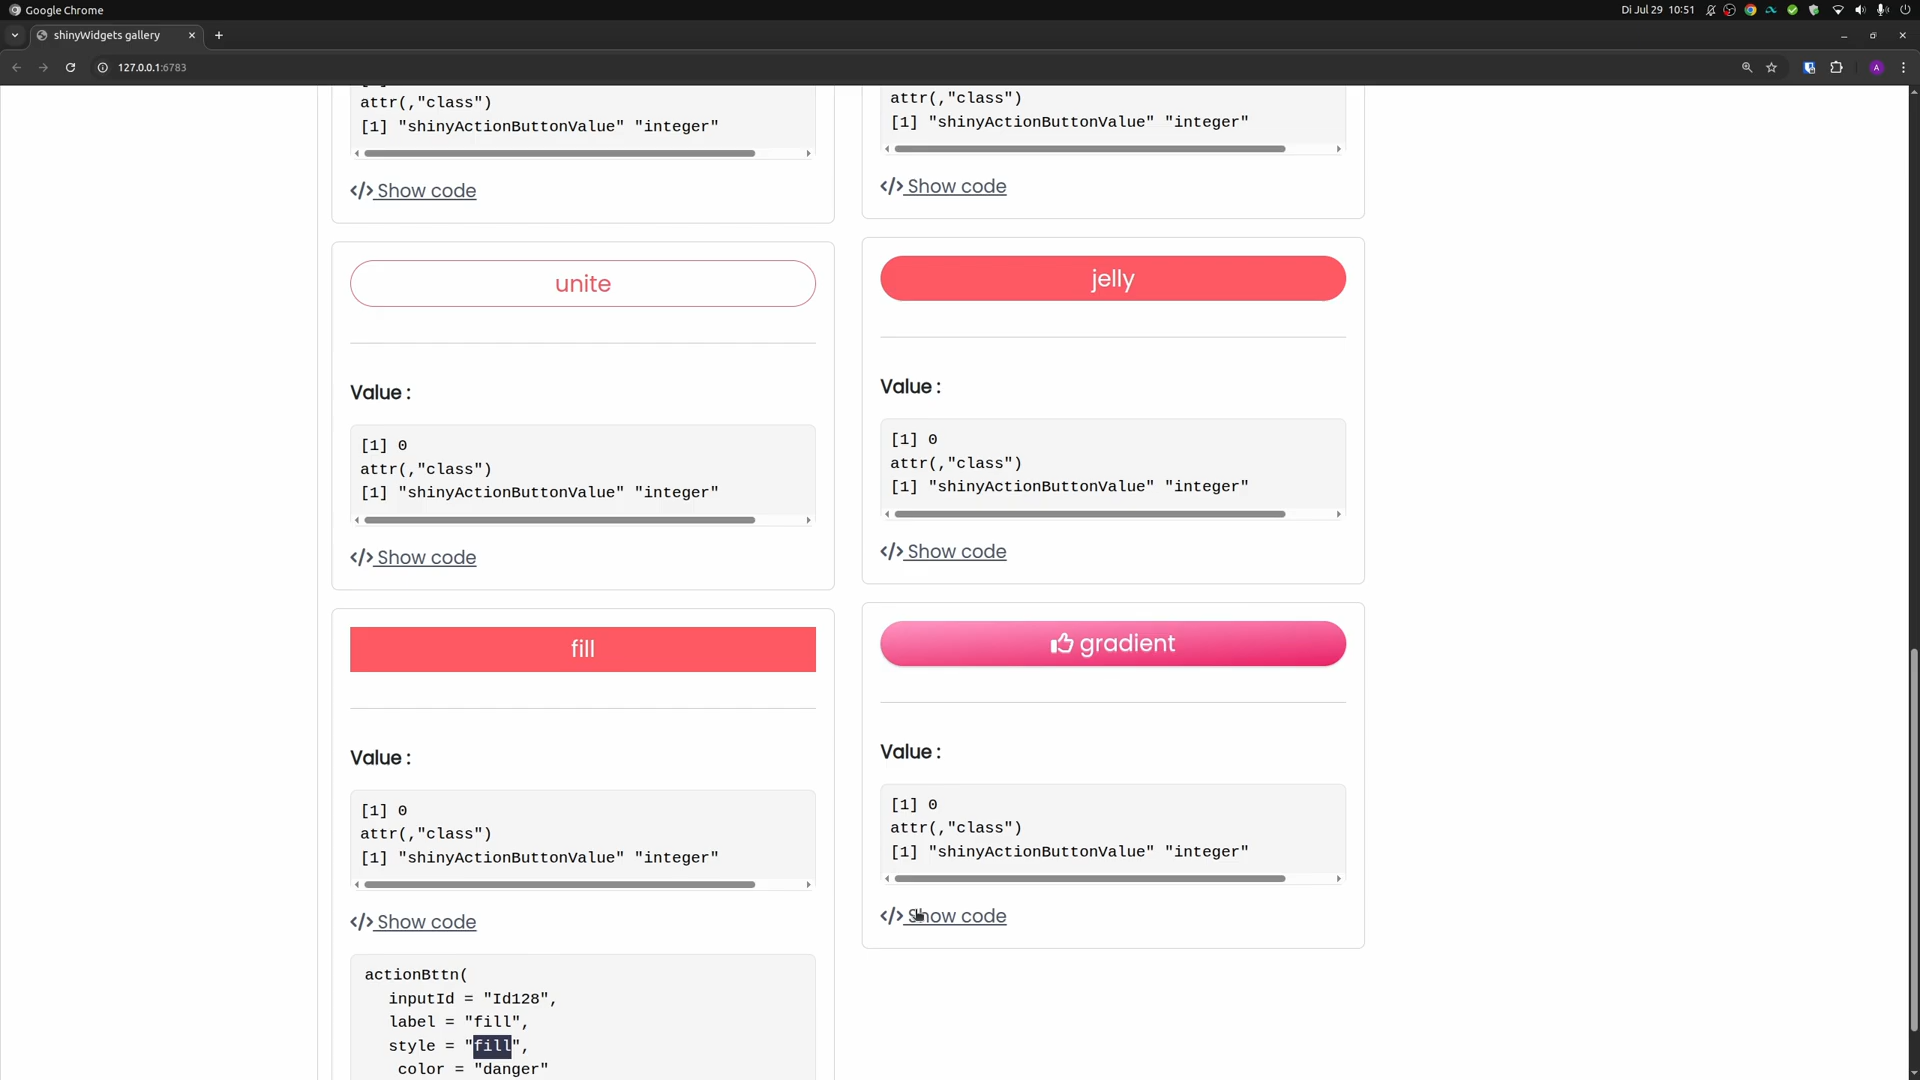 Google Chrome
Di Jul 29 10:51
shinyWidgets gallery
127.0.0.1:6783
A
attr(,"class")
[1] "shinyActionButtonValue" "integer"
</> Show code
attr(,"class")
[1] "shinyActionButtonValue" "integer"
</> Show code
unite
Value :
[1] 0
attr(,"class")
[1] "shinyActionButtonValue" "integer"
</> Show code
jelly
Value :
[1] 0
attr(,"class")
[1] "shinyActionButtonValue" "integer"
</> Show code
fill
Value :
[1] 0
attr(,"class")
[1] "shinyActionButtonValue" "integer"
</> Show code
actionBttn(
inputId = "Id128",
label = "fill",
style = "fill",
color = "danger"
gradient
Value :
[1] 0
attr(,"class")
[1] "shinyActionButtonValue" "integer"
</> Show code